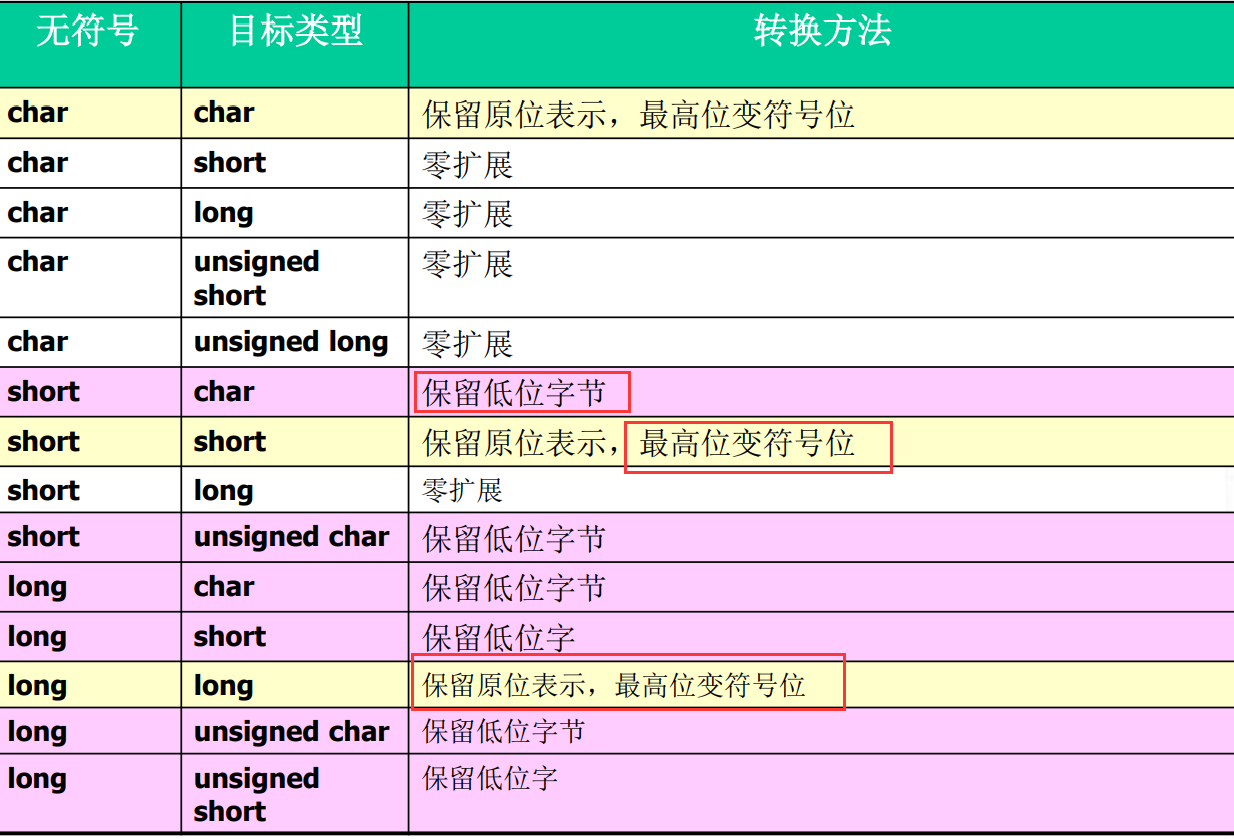 无符号 目标类型 转换方法
char char 保留原位表示，最高位变符号位
char short 零扩展
char long 零扩展
char unsigned 零扩展
short
char unsigned long 零扩展
short char 保留低位字节
short short 保留原位表示，最高位变符号位
short long 零扩展
short unsigned char 保留低位字节
long char 保留低位字节
long short 保留低位字
long long 保留原位表示，最高位变符号位
long unsigned char 保留低位字节
long unsigned 保留低位字
short